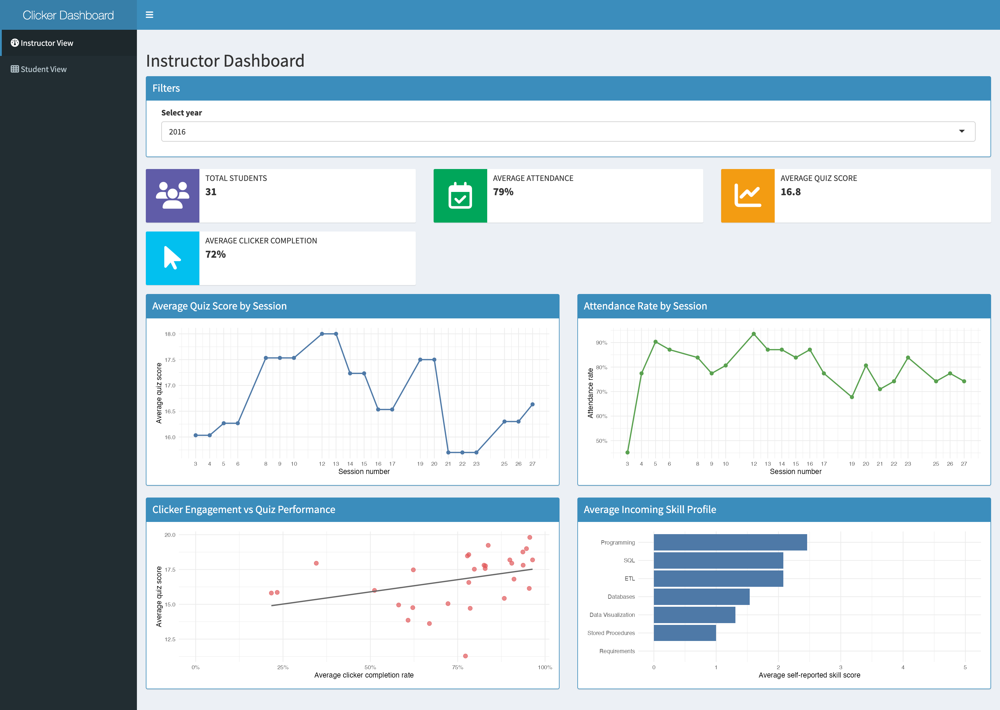 Clicker Dashboard
Instructor View
Student View
Instructor Dashboard
Filters
Select year
2016
TOTAL STUDENTS
31
AVERAGE ATTENDANCE
79%
AVERAGE QUIZ SCORE
16.8
AVERAGE CLICKER COMPLETION
72%
Average Quiz Score by Session
18.0
17.5
17.0
16.5
16.0
Average quiz score
3 4 5 6 8 9 10 12 13 14 15 16 17 19 20 21 22 23 25 26 27
Session number
Attendance Rate by Session
90%
80%
70%
60%
50%
Attendance rate
3 4 5 6 8 9 10 12 13 14 15 16 17 19 20 21 22 23 25 26 27
Session number
Clicker Engagement vs Quiz Performance
20.0
17.5
15.0
12.5
Average quiz score
0% 25% 50% 75% 100%
Average clicker completion rate
Average Incoming Skill Profile
Programming
SQL
ETL
Databases
Data Visualization
Stored Procedures
Requirements
0 1 2 3 4 5
Average self-reported skill score